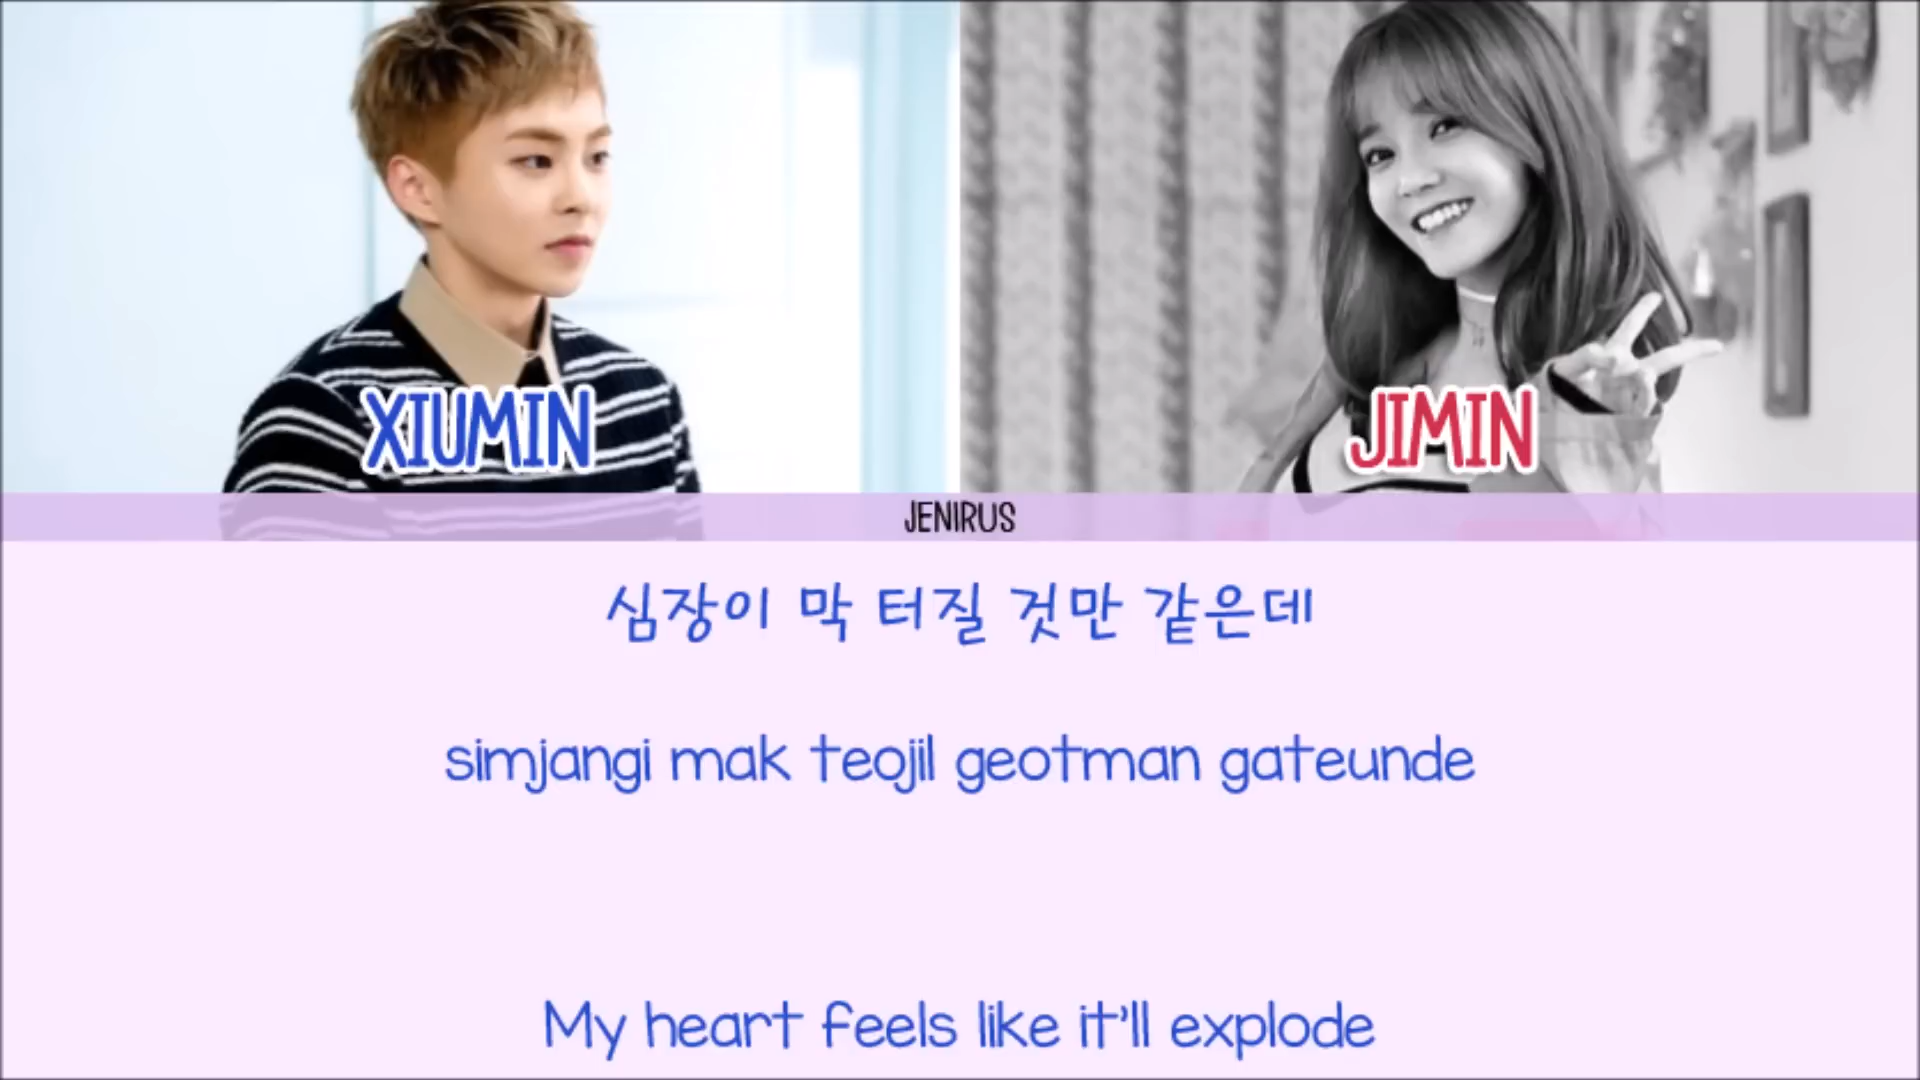 XIUMIN
JIMIN
JENIRUS
심장이 막 터질 것만 같은데
simjangi mak teojil geotman gateunde
My heart feels like it'll explode